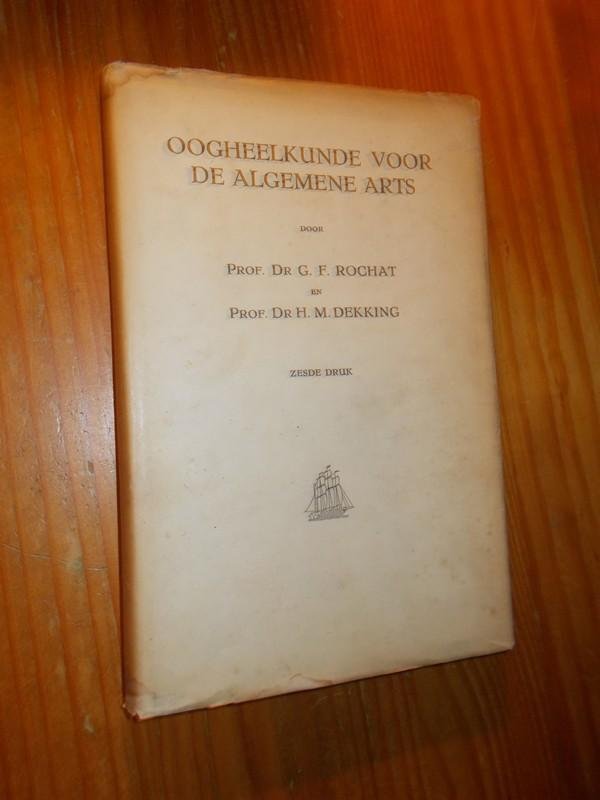 OOGHEELKUNDE VOOR
DE ALGEMENE ARTS
DOOR
PROF. DR G. F. ROCHAT
EN
PROF. DR H. M. DEKKING
ZESDE DRUK